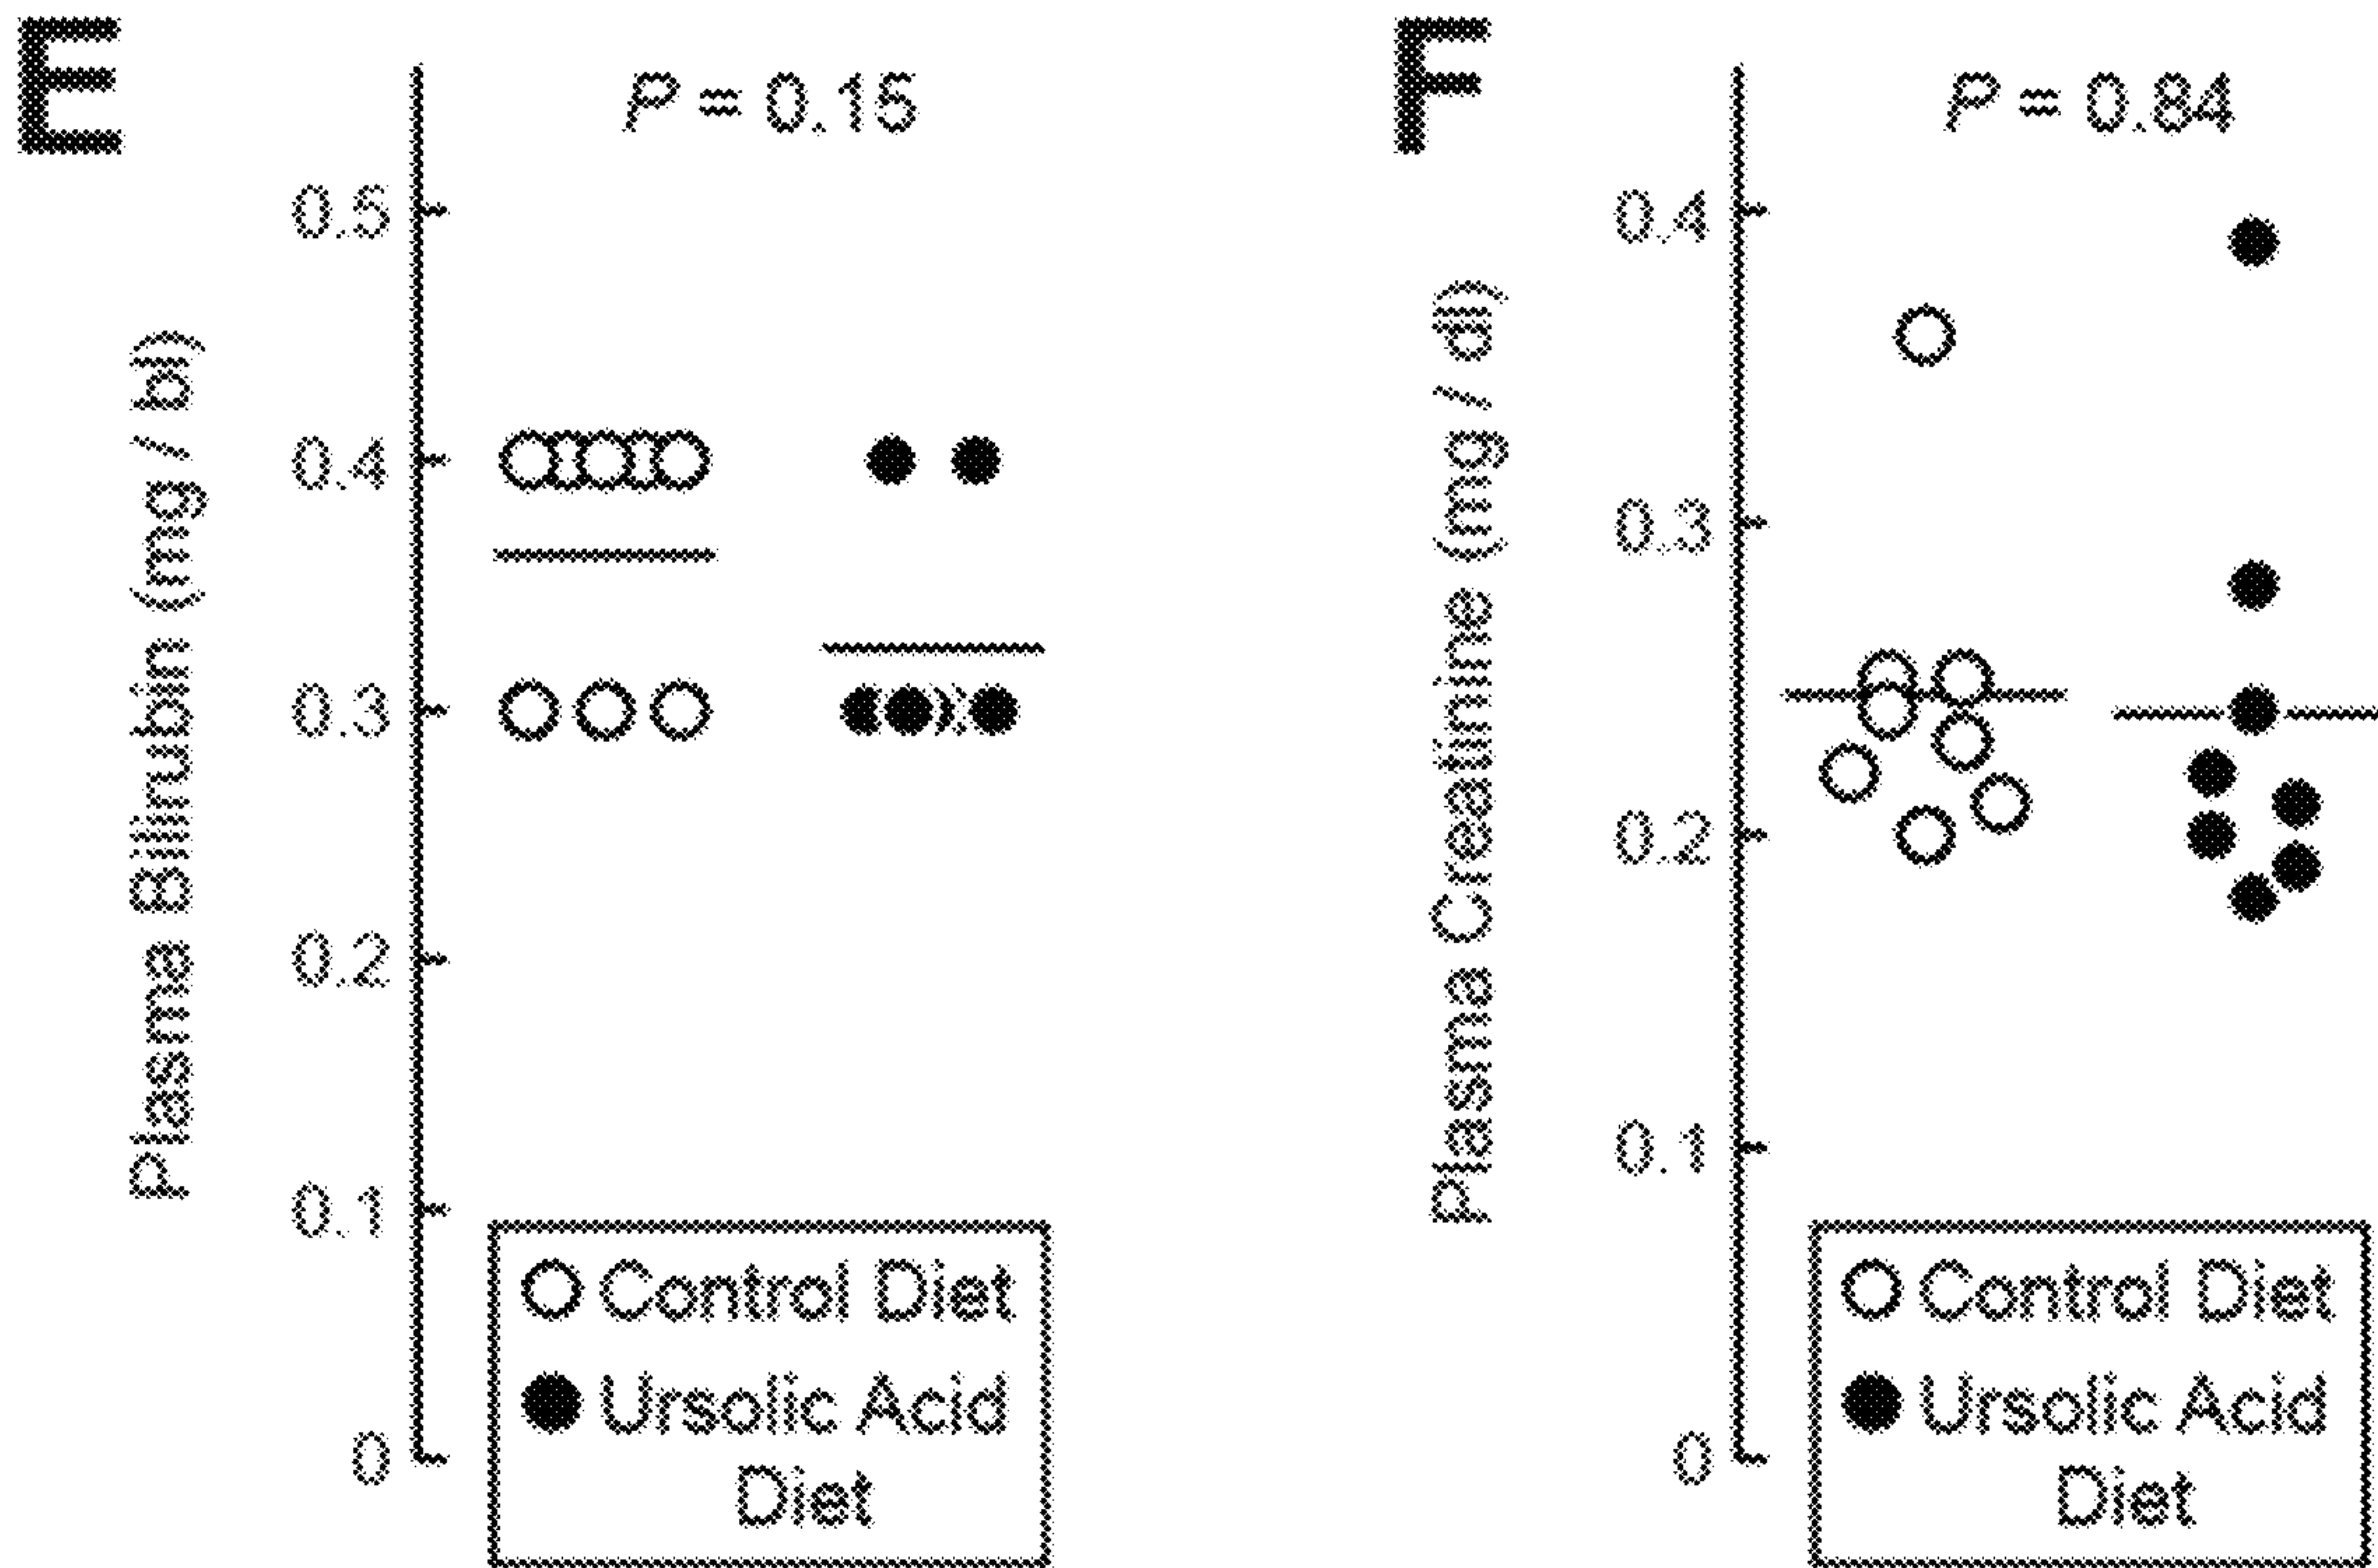 E
P = 0.15
Plasma Bilirubin (mg / bl)
0.5
0.4
0.3
0.2
0.1
0
Control Diet
Ursolic Acid
Diet
F
P = 0.84
Plasma Creatinine (mg / dl)
0.4
0.3
0.2
0.1
0
Control Diet
Ursolic Acid
Diet